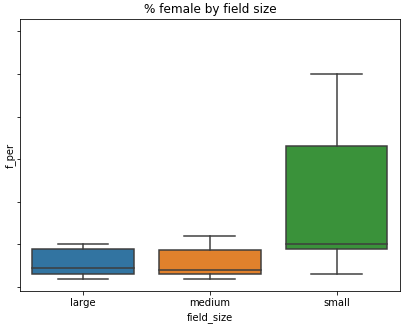 % female by field size
f_per
large
medium
small
field_size